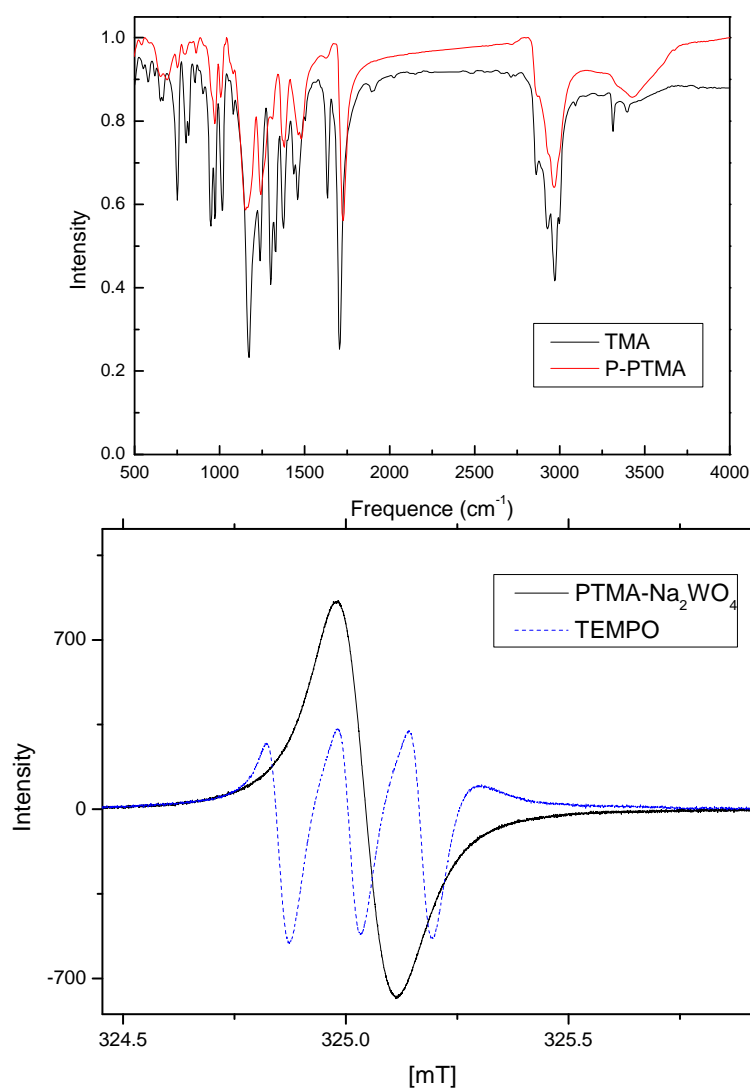 1.0
0.8
0.6
0.4
0.2
0.0
Intensity
TMA
P-PTMA
500 1000 1500 2000 2500 3000 3500 4000
Frequence (cm⁻¹)
PTMA-Na₂WO₄
TEMPO
700
0
-700
Intensity
324.5 325.0 325.5
[mT]